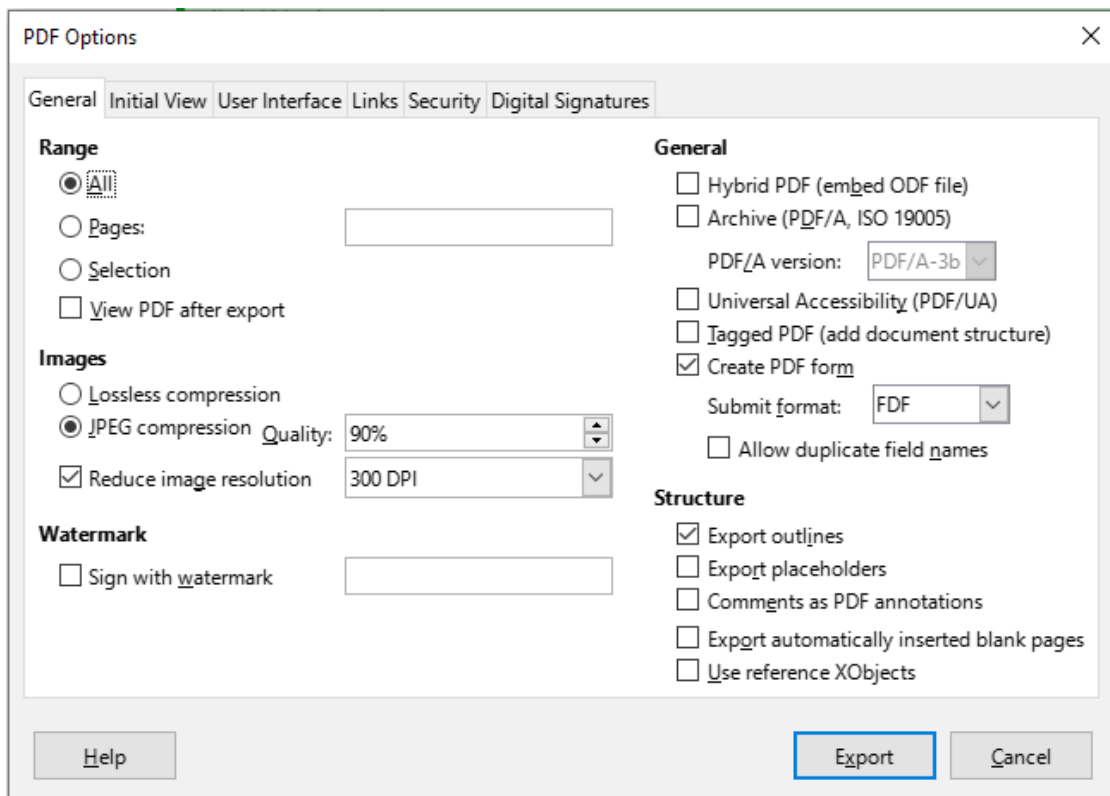 PDF Options
General Initial View User Interface Links Security Digital Signatures
Range
All
Pages:
Selection
View PDF after export
Images
Lossless compression
JPEG compression Quality: 90%
Reduce image resolution 300 DPI
Watermark
Sign with watermark
General
Hybrid PDF (embed ODF file)
Archive (PDF/A, ISO 19005)
PDF/A version: PDF/A-3b
Universal Accessibility (PDF/UA)
Tagged PDF (add document structure)
Create PDF form
Submit format: FDF
Allow duplicate field names
Structure
Export outlines
Export placeholders
Comments as PDF annotations
Export automatically inserted blank pages
Use reference XObjects
Help Export Cancel